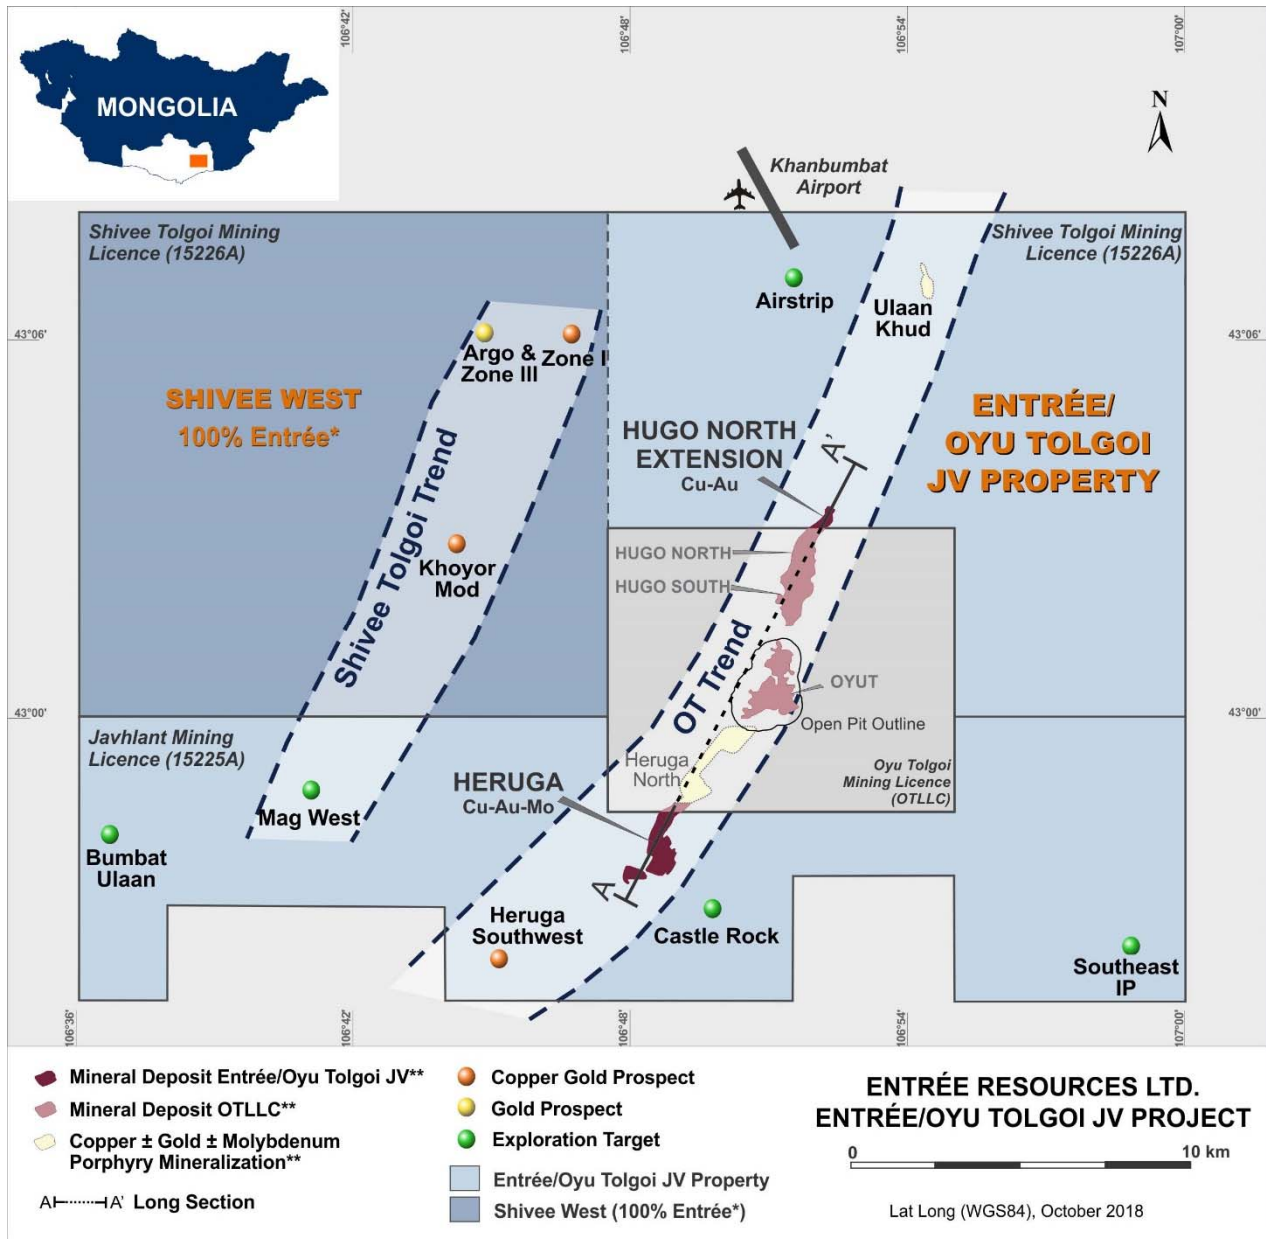 106°42'
106°48'
106°54'
107°00'
MONGOLIA
N
Khanbumbat
Airport
Shivee Tolgoi Mining
Licence (15226A)
Shivee Tolgoi Mining
Licence (15226A)
Airstrip
Ulaan
Khud
43°06'
43°06'
Argo &
Zone III
Zone I
SHIVEE WEST
100% Entrée*
ENTRÉE/
OYU TOLGOI
JV PROPERTY
HUGO NORTH
EXTENSION
Cu-Au
A'
Shivee Tolgoi Trend
Khoyor
Mod
HUGO NORTH
HUGO SOUTH
OT Trend
OYUT
Open Pit Outline
43°00'
43°00'
Javhlant Mining
Licence (15225A)
Heruga
North
Oyu Tolgoi
Mining Licence
(OTLLC)
HERUGA
Cu-Au-Mo
Mag West
Bumbat
Ulaan
A
Heruga
Southwest
Castle Rock
Southeast
IP
106°36'
106°42'
106°42'
106°54'
107°00'
Mineral Deposit Entrée/Oyu Tolgoi JV**
Mineral Deposit OTLLC**
Copper ± Gold ± Molybdenum
Porphyry Mineralization**
A A' Long Section
Copper Gold Prospect
Gold Prospect
Exploration Target
Entrée/Oyu Tolgoi JV Property
Shivee West (100% Entrée*)
ENTRÉE RESOURCES LTD.
ENTRÉE/OYU TOLGOI JV PROJECT
0 10 km
Lat Long (WGS84), October 2018